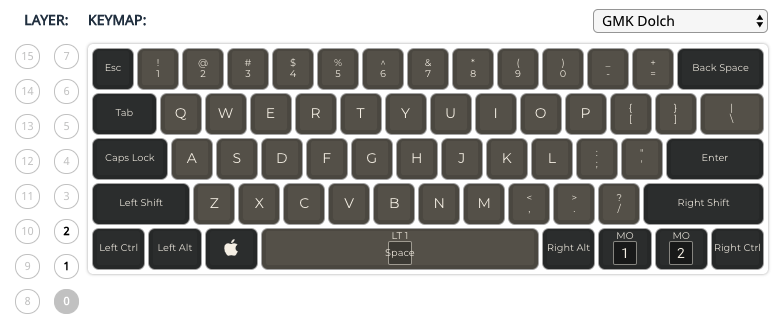 LAYER: KEYMAP: GMK Dolch
15 7 Esc ! @ # $ % ^ & * ( ) _ + Back Space
1 2 3 4 5 6 7 8 9 0 - =
14 6 Tab Q W E R T Y U I O P { } |
[ ] \
13 5
12 4 Caps Lock A S D F G H J K L : " Enter
; '
11 3 Left Shift Z X C V B N M < > ? Right Shift
, . /
10 2
9 1 Left Ctrl Left Alt LT 1 Right Alt MO MO Right Ctrl
Space 1 2
8 0